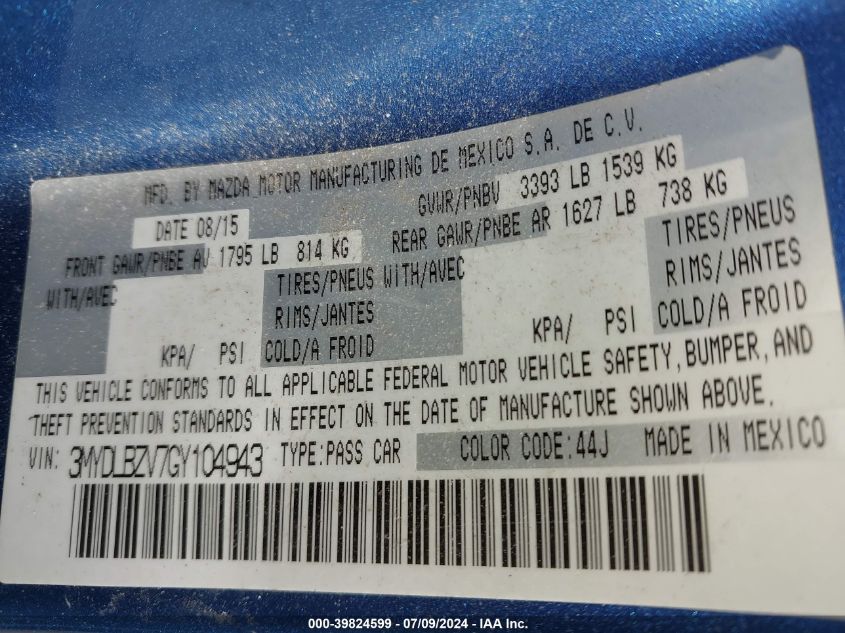 MFD. BY MAZDA MOTOR MANUFACTURING DE MEXICO S.A. DE C.V.
DATE 08/15 GVWR/PNBV 3393 LB 1539 KG
FRONT GAWR/PNBE AV 1795 LB 814 KG REAR GAWR/PNBE AR 1627 LB 738 KG
WITH/AVEC TIRES/PNEUS WITH/AVEC TIRES/PNEUS
RIMS/JANTES RIMS/JANTES
KPA/ PSI COLD/A FROID KPA/ PSI COLD/A FROID
THIS VEHICLE CONFORMS TO ALL APPLICABLE FEDERAL MOTOR VEHICLE SAFETY, BUMPER, AND
THEFT PREVENTION STANDARDS IN EFFECT ON THE DATE OF MANUFACTURE SHOWN ABOVE.
VIN: 3MYDLBZV7GY104943 TYPE:PASS CAR COLOR CODE:44J MADE IN MEXICO
000-39824599 / 07/09/2024 - IAA Inc.